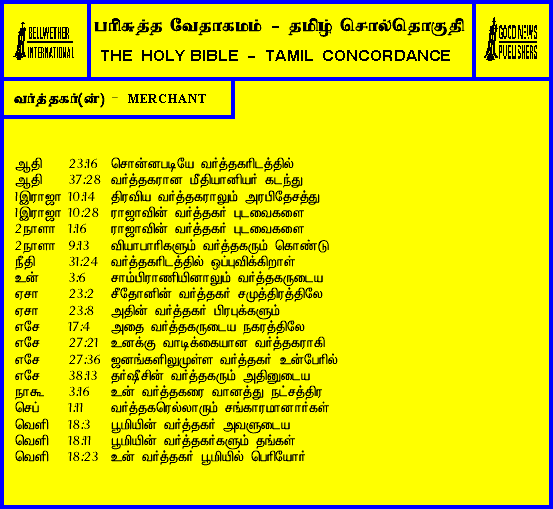 BELLWETHER
INTERNATIONAL
பரிசுத்த வேதாகமம் - தமிழ் சொல்தொகுதி
THE HOLY BIBLE - TAMIL CONCORDANCE
GOOD NEWS
PUBLISHERS
வர்த்தகர்(ன்) - MERCHANT
ஆதி 23:16 சொன்னபடியே வர்த்தகரிடத்தில்
ஆதி 37:28 வர்த்தகரான மீதியானியர் கடந்து
1இராஜா 10:14 திரவிய வர்த்தகராலும் அரபிதேசத்து
1இராஜா 10:28 ராஜாவின் வர்த்தகர் புடவைகளை
2நாளா 1:16 ராஜாவின் வர்த்தகர் புடவைகளை
2நாளா 9:13 வியாபாரிகளும் வர்த்தகரும் கொண்டு
நீதி 31:24 வர்த்தகரிடத்தில் ஒப்புவிக்கிறாள்
உன் 3:6 சாம்பிராணியினாலும் வர்த்தகருடைய
ஏசா 23:2 சீதோனின் வர்த்தகர் சமுத்திரத்திலே
ஏசா 23:8 அதின் வர்த்தகர் பிரபுக்களும்
எசே 17:4 அதை வர்த்தகருடைய நகரத்திலே
எசே 27:21 உனக்கு வாடிக்கையான வர்த்தகராகி
எசே 27:36 ஜனங்களிலுமுள்ள வர்த்தகர் உன்பேரில்
எசே 38:13 தர்ஷீசின் வர்த்தகரும் அதினுடைய
நாகூ 3:16 உன் வர்த்தகரை வானத்து நட்சத்திர
செப் 1:11 வர்த்தகரெல்லாரும் சங்காரமானார்கள்
வெளி 18:3 பூமியின் வர்த்தகர் அவளுடைய
வெளி 18:11 பூமியின் வர்த்தகர்களும் தங்கள்
வெளி 18:23 உன் வர்த்தகர் பூமியில் பெரியோர்